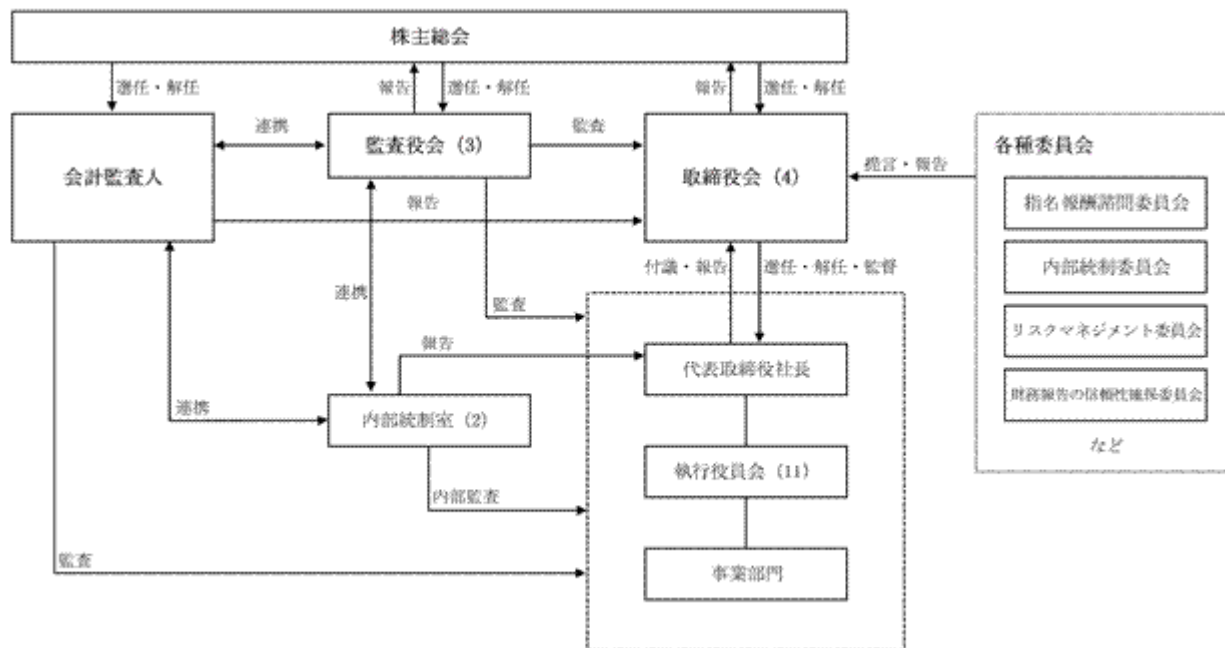 株主総会
選任・解任
報告
選任・解任
報告
選任・解任
会計監査人
連携
監査役会 (3)
監査
取締役会 (4)
提言・報告
各種委員会
指名報酬諮問委員会
内部統制委員会
リスクマネジメント委員会
財務報告の信頼性確保委員会
など
報告
付議・報告
選任・解任・監督
連携
監査
報告
代表取締役社長
連携
内部統制室 (2)
執行役員会 (11)
内部監査
監査
事業部門